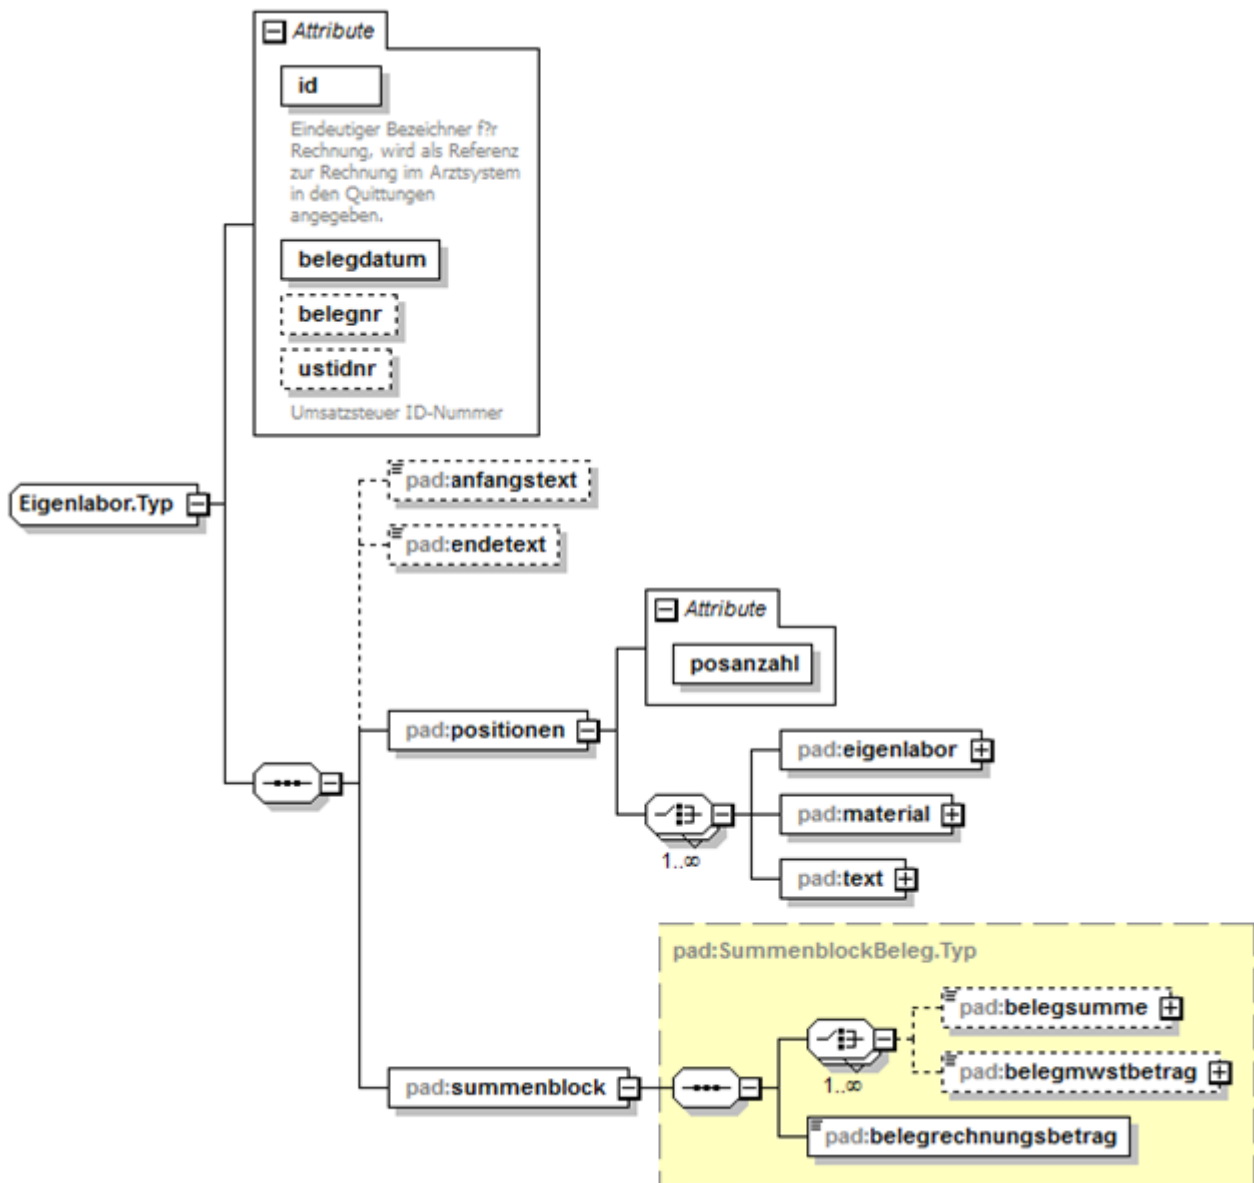 Attribute
id
Eindeutiger Bezeichner f?r
Rechnung, wird als Referenz
zur Rechnung im Arztsystem
in den Quittungen
angegeben.
belegdatum
belegnr
ustidnr
Umsatzsteuer ID-Nummer
Eigenlabor.Typ
pad:anfangstext
pad:endetext
Attribute
posanzahl
pad:positionen
pad:eigenlabor
pad:material
1..∞
pad:text
pad:SummenblockBeleg.Typ
pad:belegsumme
pad:belegmwstbetrag
1..∞
pad:summenblock
pad:belegrechnungsbetrag